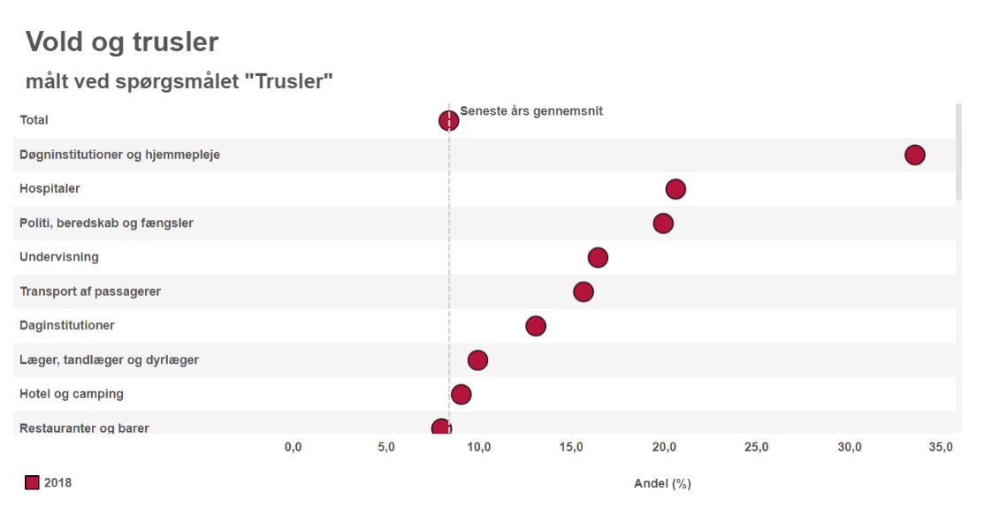 Vold og trusler
målt ved spørgsmålet "Trusler"
Seneste års gennemsnit
Total
Døgninstitutioner og hjemmepleje
Hospitaler
Politi, beredskab og fængsler
Undervisning
Transport af passagerer
Daginstitutioner
Læger, tandlæger og dyrlæger
Hotel og camping
Restauranter og barer
0,0 5,0 10,0 15,0 20,0 25,0 30,0 35,0
2018
Andel (%)